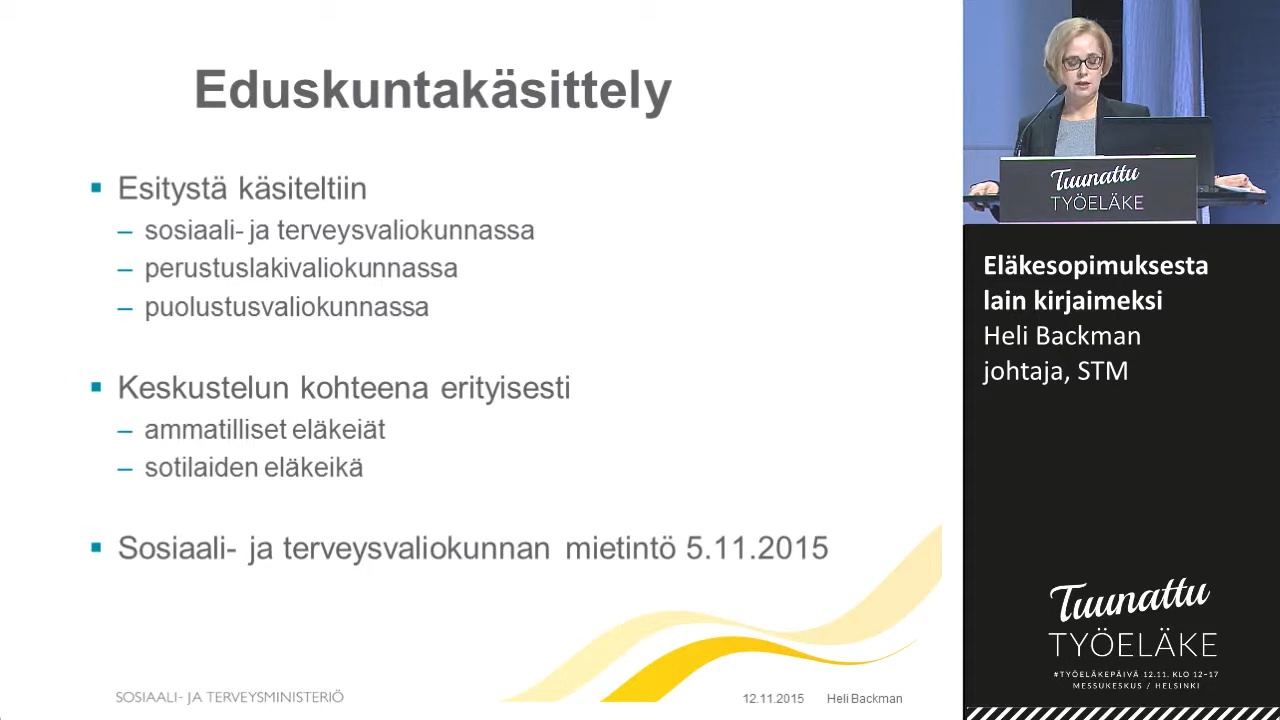 Eduskuntakäsittely
Esitystä käsiteltiin
– sosiaali- ja terveysvaliokunnassa
– perustuslakivaliokunnassa
– puolustusvaliokunnassa
Keskustelun kohteena erityisesti
– ammatilliset eläkeiät
– sotilaiden eläkeikä
Sosiaali- ja terveysvaliokunnan mietintö 5.11.2015
SOSIAALI- JA TERVEYSMINISTERIÖ
12.11.2015 Heli Backman
Tuunattu
TYÖELÄKE
Eläkesopimuksesta
lain kirjaimeksi
Heli Backman
johtaja, STM
Tuunattu
TYÖELÄKE
#TYÖELÄKEPÄIVÄ 12.11. KLO 12–17
MESSUKESKUS / HELSINKI